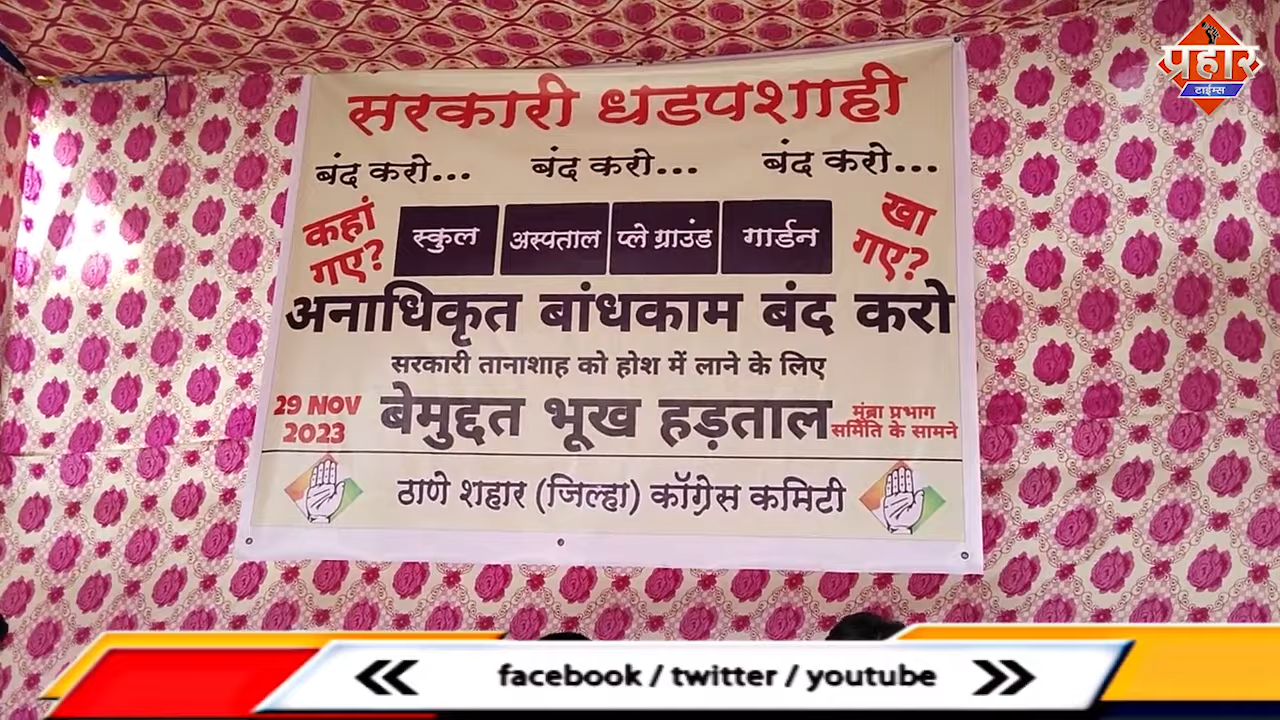 प्रहार
टाईम्स
सरकारी धडपशाही
बंद करो... बंद करो... बंद करो...
कहां
गए?
स्कुल अस्पताल प्ले ग्राउंड गार्डन
खा
गए?
अनाधिकृत बांधकाम बंद करो
सरकारी तानाशाह को होश में लाने के लिए
29 NOV
2023
बेमुद्दत भूख हड़ताल
मुंब्रा प्रभाग
समिति के सामने
ठाणे शहार (जिल्हा) काँग्रेस कमिटी
facebook / twitter / youtube